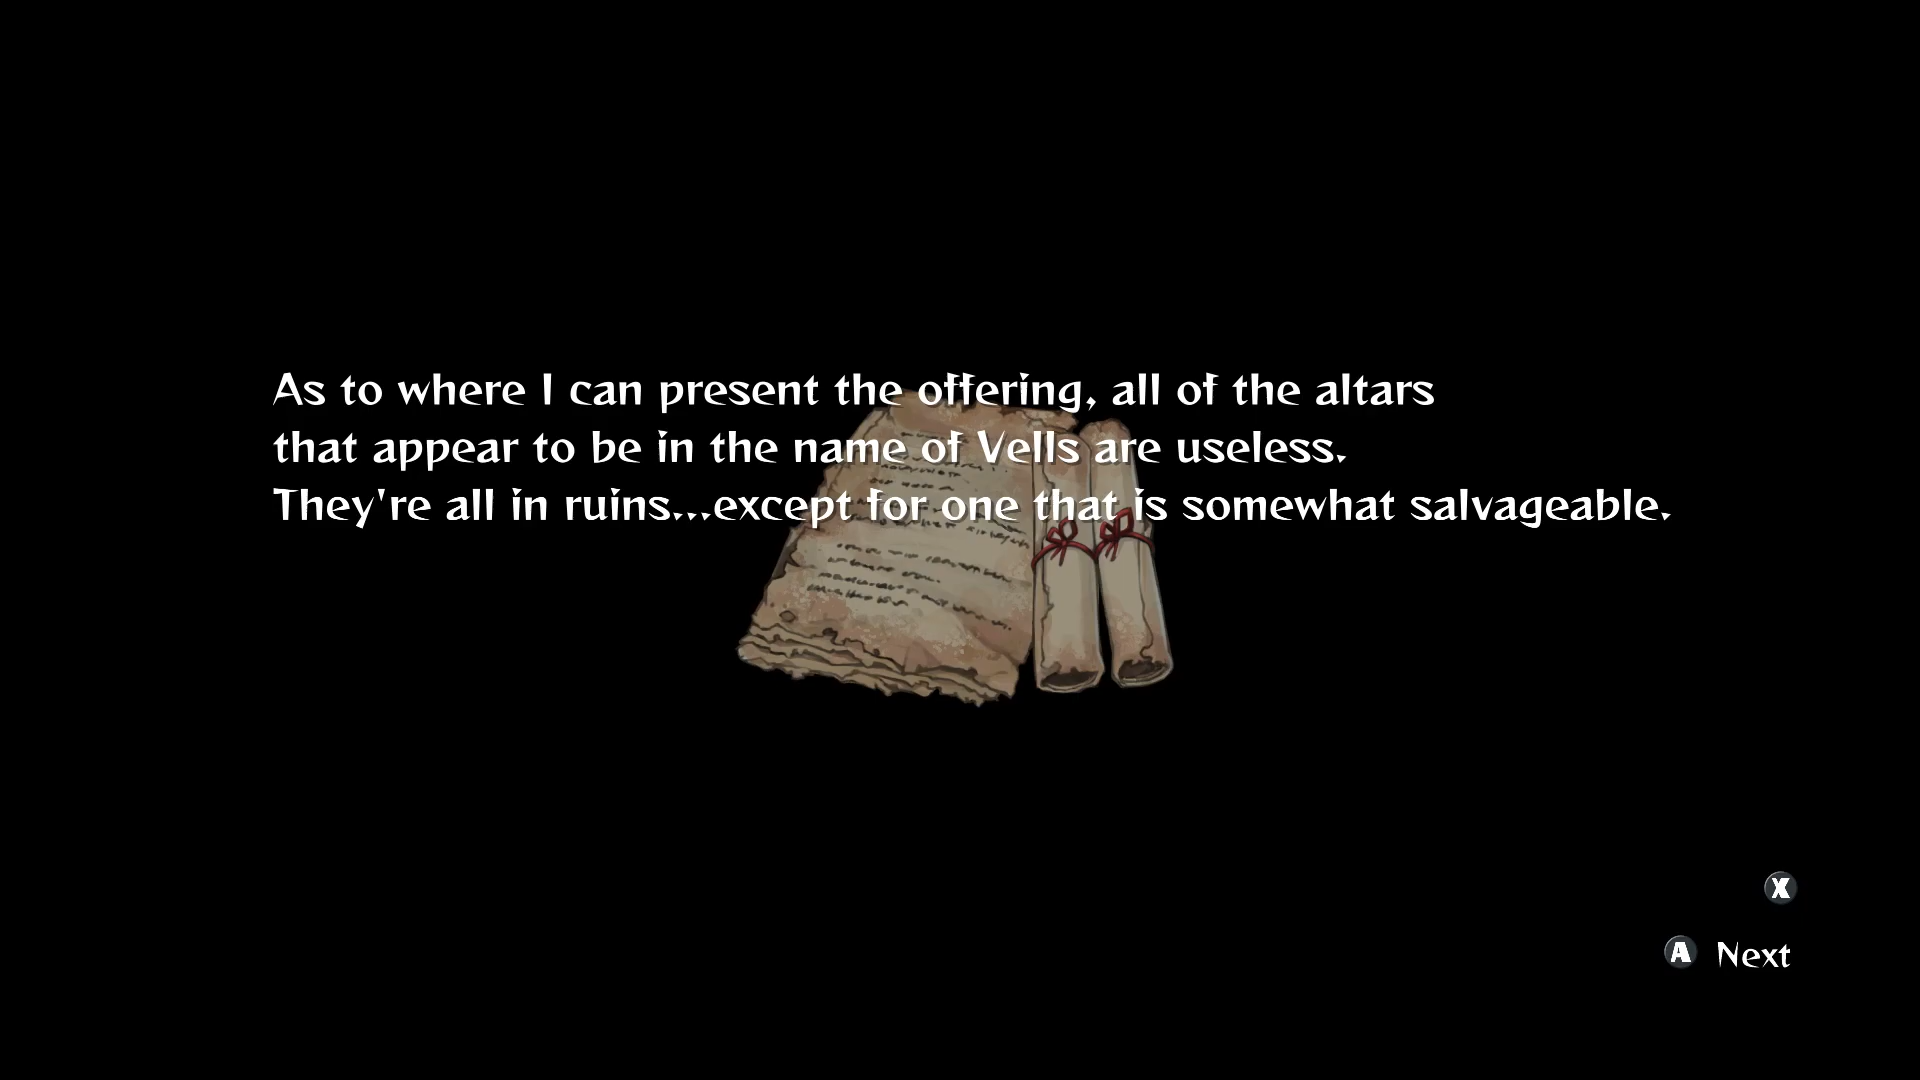 As to where I can present the offering, all of the altars
that appear to be in the name of Vells are useless.
They're all in ruins...except for one that is somewhat salvageable.
X
A Next